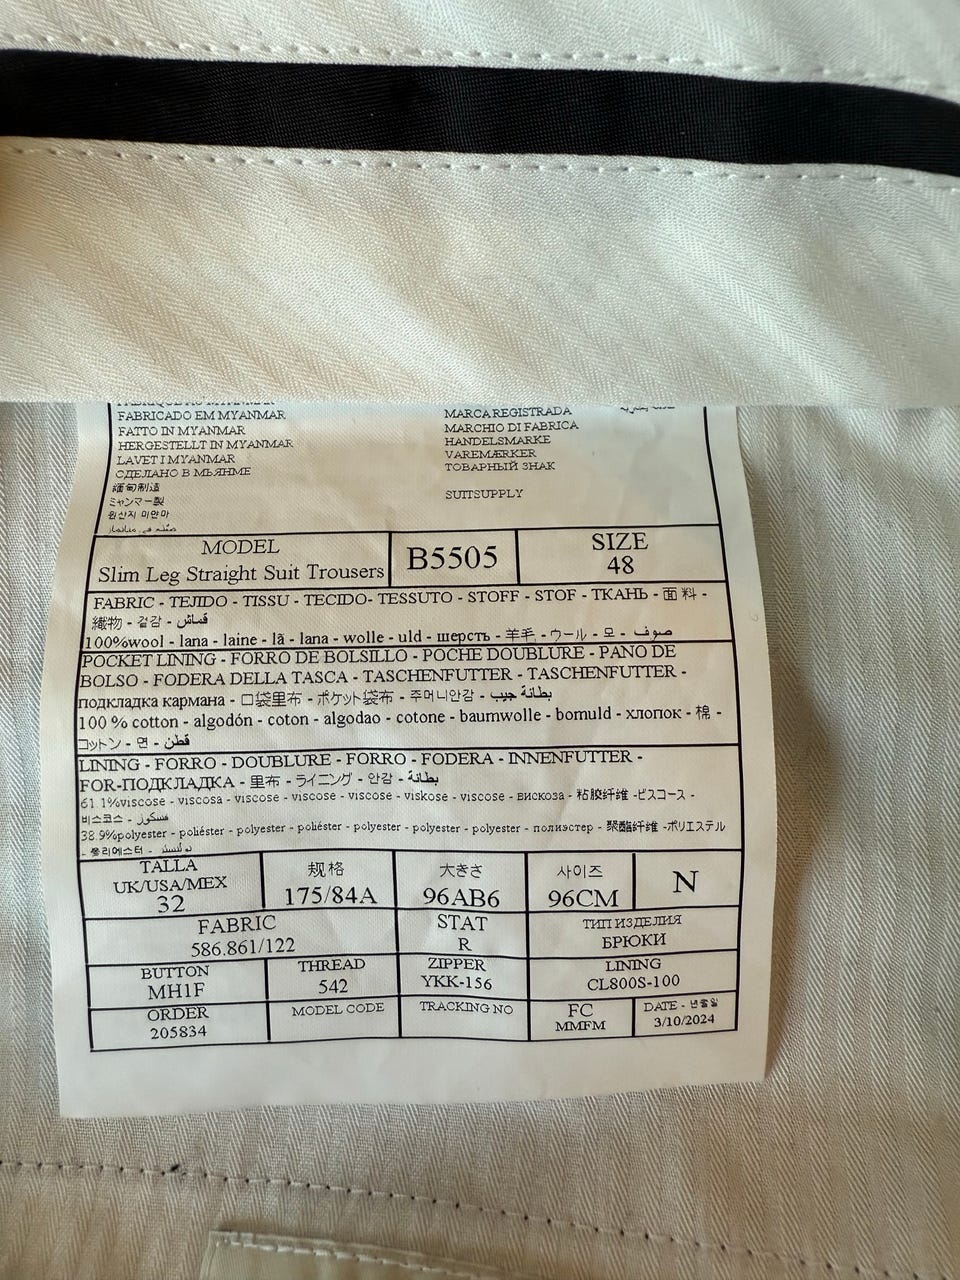 FABRICADO EM MYANMAR
FATTO IN MYANMAR
HERGESTELLT IN MYANMAR
LAVET I MYANMAR
СДЕЛАНО В МЬЯНМЕ
緬甸制造
ミャンマー製
원산지 미얀마
MARCA REGISTRADA
MARCHIO DI FABRICA
HANDELSMARKE
VAREMÆRKER
ТОВАРНЫЙ ЗНАК
SUITSUPPLY
MODEL
Slim Leg Straight Suit Trousers
B5505
SIZE
48
FABRIC - TEJIDO - TISSU - TECIDO- TESSUTO - STOFF - STOF - ТКАНЬ - 面料 -
織物 - 겉감 - قماش
100%wool - lana - laine - lã - lana - wolle - uld - шерсть - 羊毛 - ウール - 모 - صوف
POCKET LINING - FORRO DE BOLSILLO - POCHE DOUBLURE - PANO DE
BOLSO - FODERA DELLA TASCA - TASCHENFUTTER - TASCHENFUTTER -
подкладка кармана - 口袋里布 - ポケット袋布 - 주머니안감 - بطانة جيب
100 % cotton - algodón - coton - algodao - cotone - baumwolle - bomuld - хлопок - 棉 -
コットン - 면 - قطن
LINING - FORRO - DOUBLURE - FORRO - FODERA - INNENFUTTER -
FOR-ПОДКЛАДКА - 里布 - ライニング - 안감 - بطانة
61.1%viscose - viscosa - viscose - viscose - viscose - viskose - viscose - вискоза - 粘胶纤维 -ビスコース -
비스코스 - فسكوز
38.9%polyester - poliéster - polyester - poliéster - polyester - polyester - polyester - полиэстер - 聚酯纤维 -ポリエステル
- 폴리에스터 -
TALLA
UK/USA/MEX
32
规格
175/84A
大きさ
96AB6
사이즈
96CM
N
FABRIC
586.861/122
STAT
R
ТИП ИЗДЕЛИЯ
БРЮКИ
BUTTON
MH1F
THREAD
542
ZIPPER
YKK-156
LINING
CL800S-100
ORDER
205834
MODEL CODE
TRACKING NO
FC
MMFM
DATE - 년월일
3/10/2024